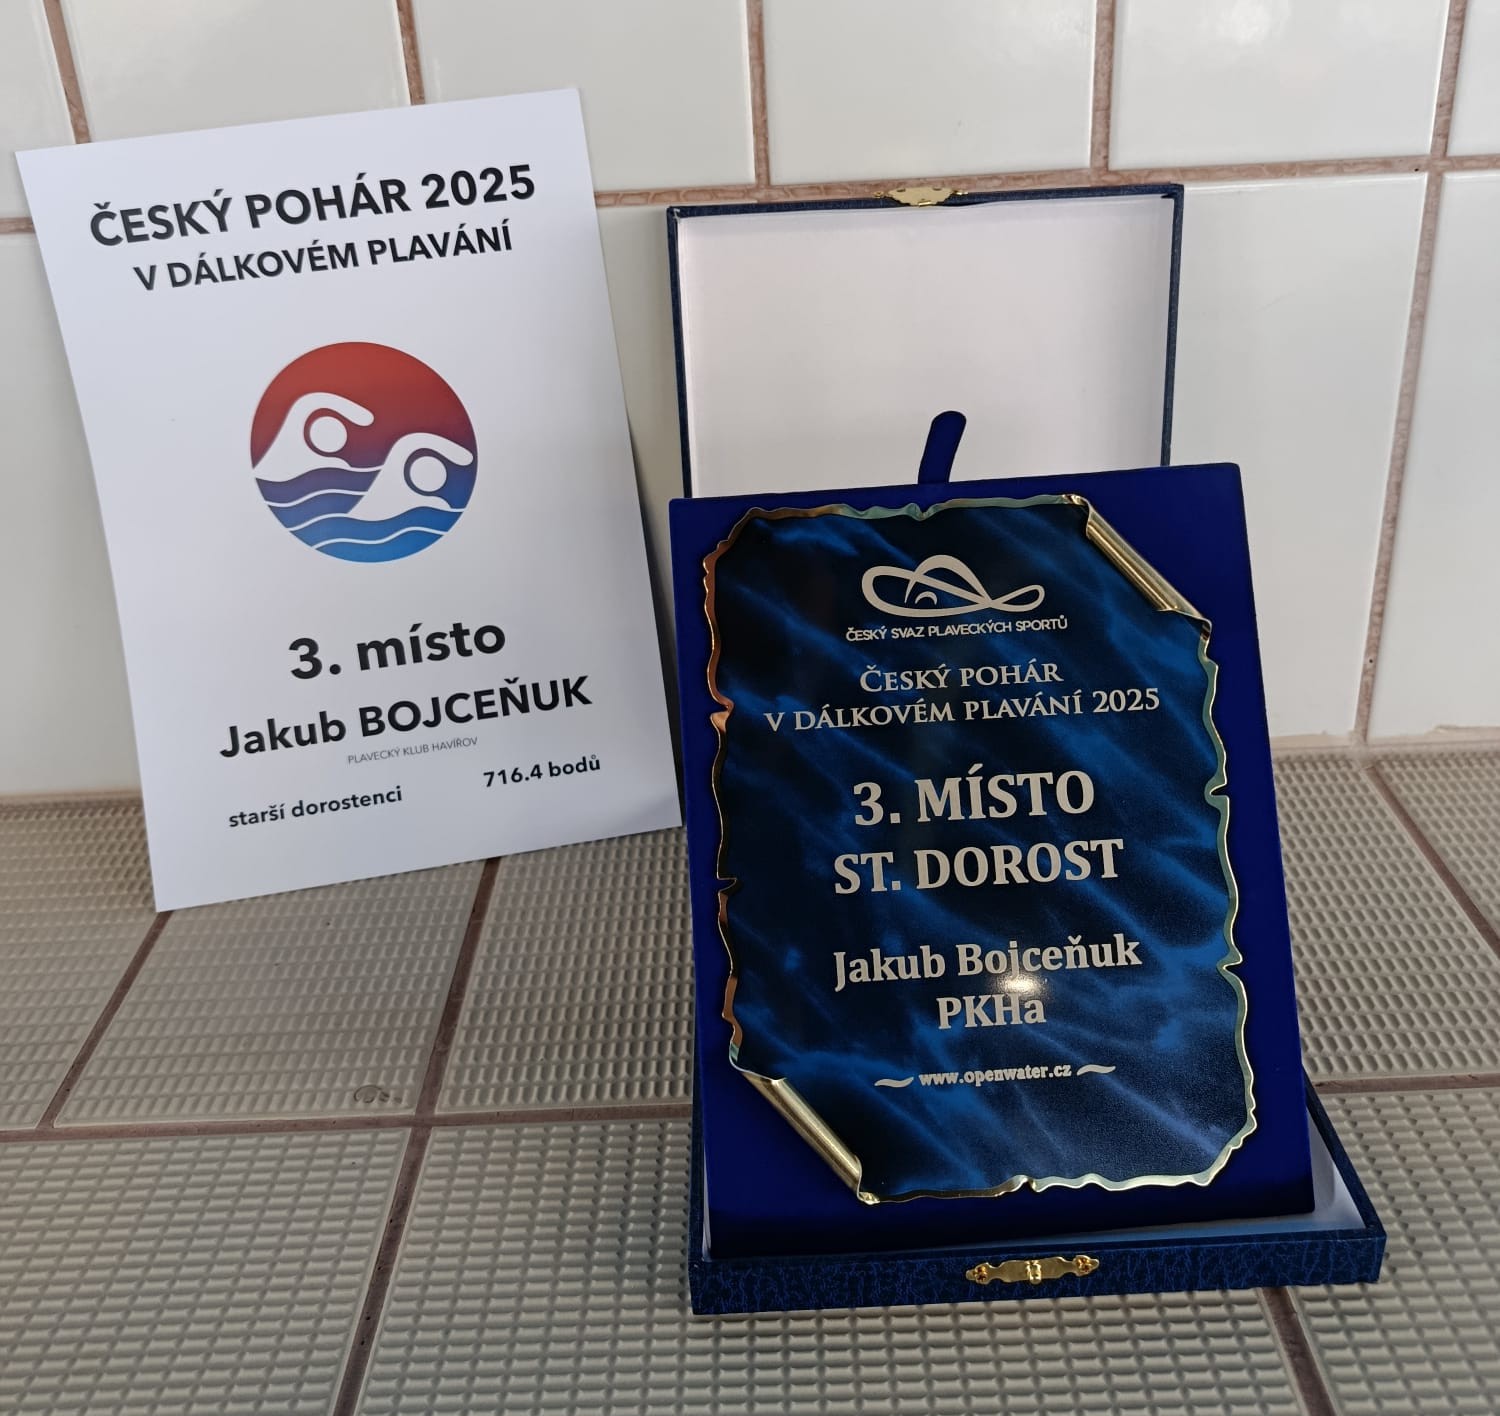 ČESKÝ POHÁR 2025
V DÁLKOVÉM PLAVÁNÍ
3. místo
Jakub BOJCEŇUK
PLAVECKÝ KLUB HAVÍŘOV
starší dorostenci 716.4 bodů
ČESKÝ SVAZ PLAVECKÝCH SPORTŮ
ČESKÝ POHÁR
V DÁLKOVÉM PLAVÁNÍ 2025
3. MÍSTO
ST. DOROST
Jakub Bojceňuk
PKHa
www.openwater.cz